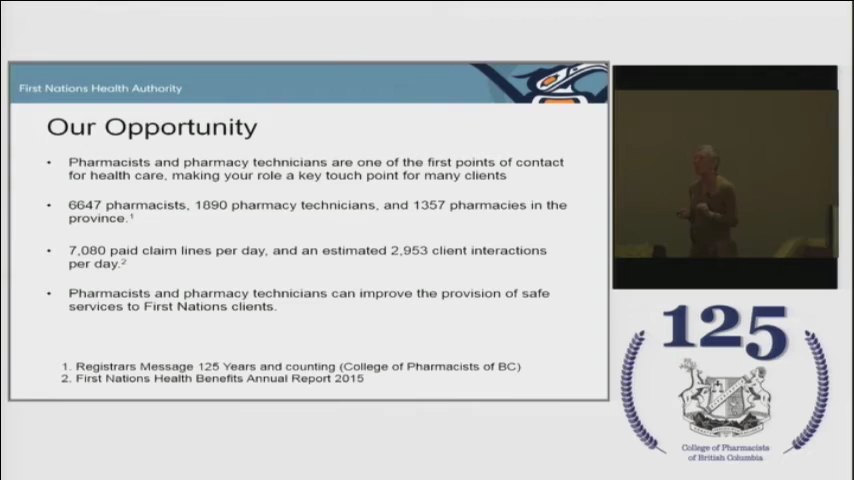 First Nations Health Authority
Our Opportunity
• Pharmacists and pharmacy technicians are one of the first points of contact
for health care, making your role a key touch point for many clients
• 6647 pharmacists, 1890 pharmacy technicians, and 1357 pharmacies in the
province.1
• 7,080 paid claim lines per day, and an estimated 2,953 client interactions
per day.2
• Pharmacists and pharmacy technicians can improve the provision of safe
services to First Nations clients.
1. Registrars Message 125 Years and counting (College of Pharmacists of BC)
2. First Nations Health Benefits Annual Report 2015
125
College of Pharmacists
of British Columbia